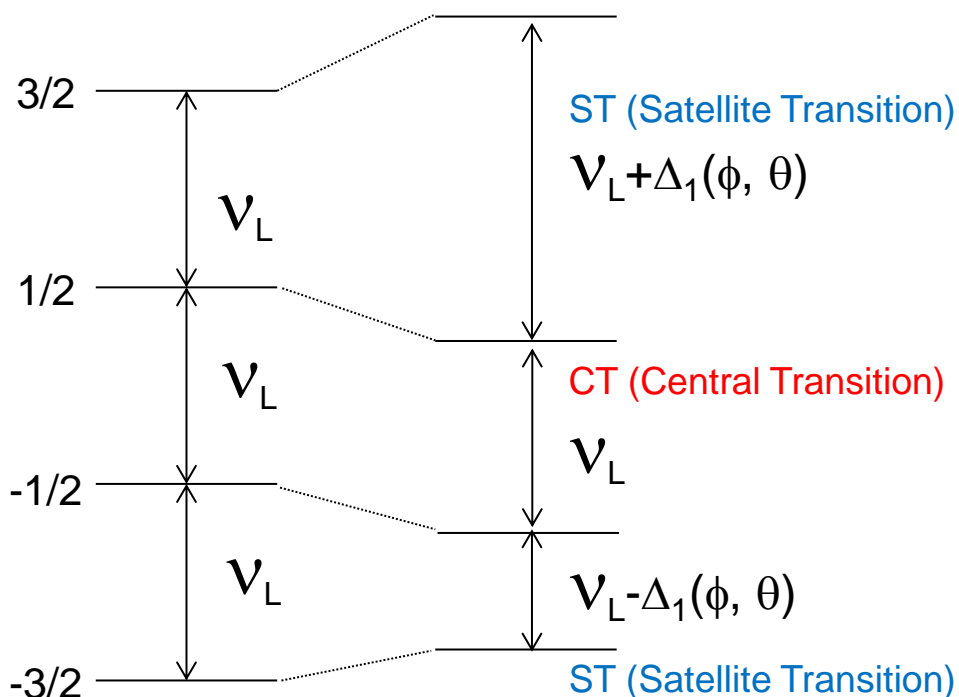 3/2
ST (Satellite Transition)
νL+Δ1(ϕ, θ)
νL
1/2
CT (Central Transition)
νL
νL
-1/2
νL
νL-Δ1(ϕ, θ)
-3/2
ST (Satellite Transition)